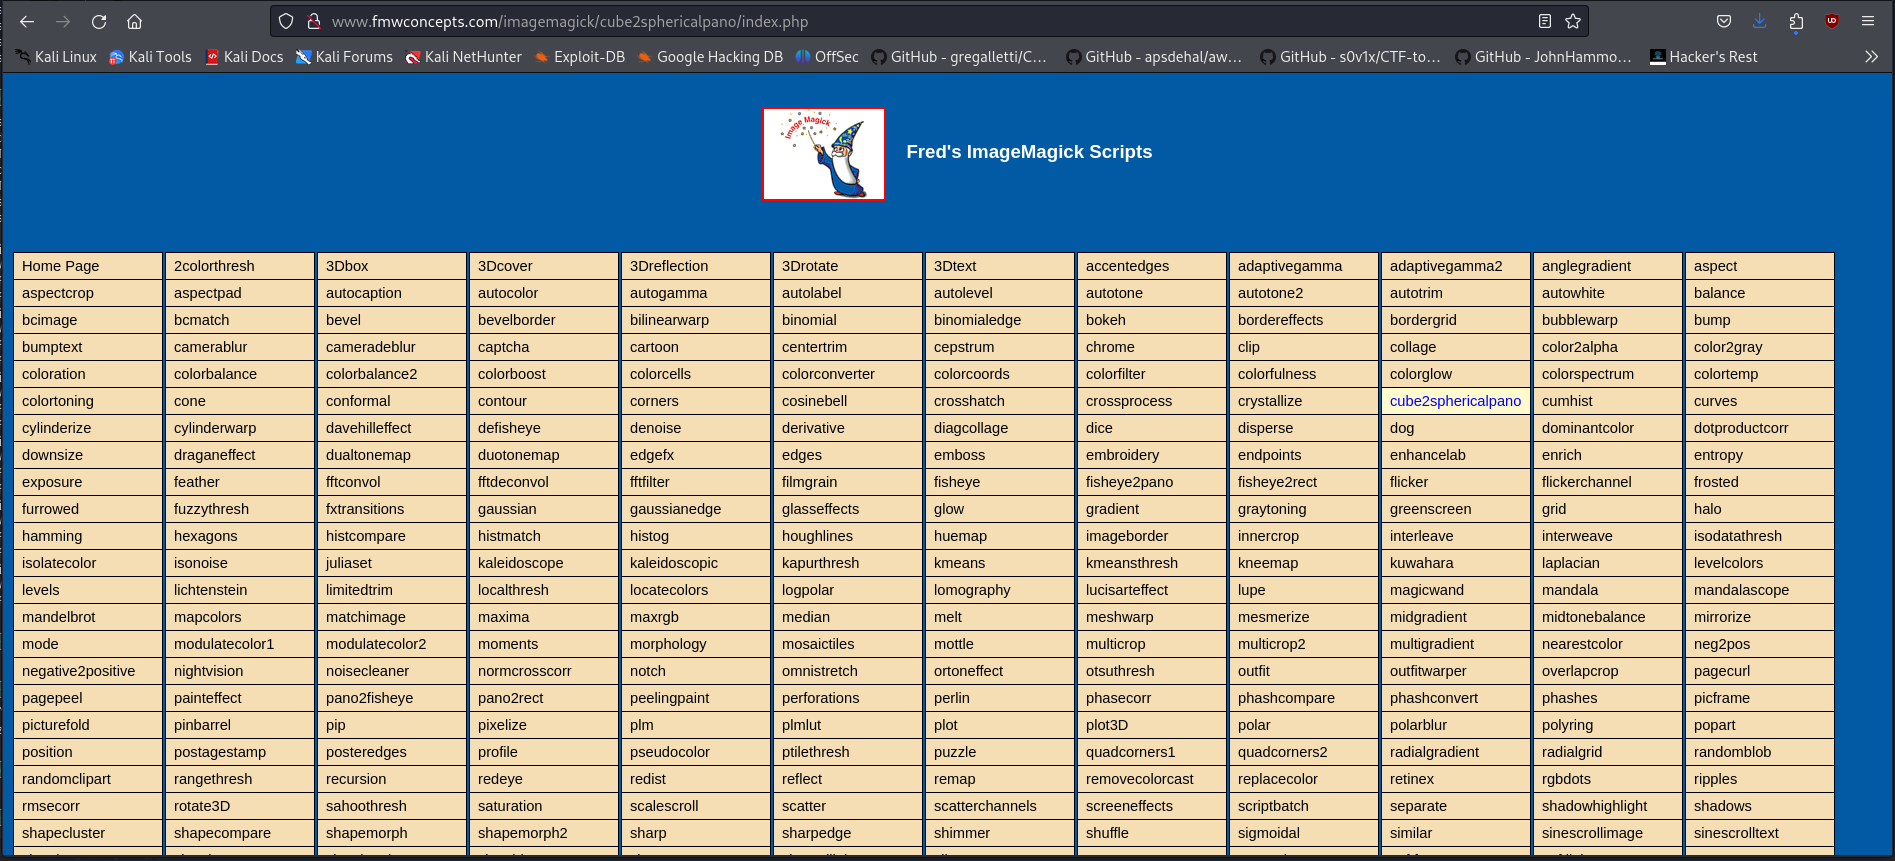 www.fmwconcepts.com/imagemagick/cube2sphericalpano/index.php
Kali Linux Kali Tools Kali Docs Kali Forums Kali NetHunter Exploit-DB Google Hacking DB OffSec GitHub - gregalletti/C... GitHub - apsdehal/aw... GitHub - s0v1x/CTF-to... GitHub - JohnHammo... Hacker's Rest
Image Magick
Fred's ImageMagick Scripts
Home Page 2colorthresh 3Dbox 3Dcover 3Dreflection 3Drotate 3Dtext accentedges adaptivegamma adaptivegamma2 anglegradient aspect
aspectcrop aspectpad autocaption autocolor autogamma autolabel autolevel autotone autotone2 autotrim autowhite balance
bcimage bcmatch bevel bevelborder bilinearwarp binomial binomialedge bokeh bordereffects bordergrid bubblewarp bump
bumptext camerablur cameradeblur captcha cartoon centertrim cepstrum chrome clip collage color2alpha color2gray
coloration colorbalance colorbalance2 colorboost colorcells colorconverter colorcoords colorfilter colorfulness colorglow colorspectrum colortemp
colortoning cone conformal contour corners cosinebell crosshatch crossprocess crystallize cube2sphericalpano cumhist curves
cylinderize cylinderwarp davehilleffect defisheye denoise derivative diagcollage dice disperse dog dominantcolor dotproductcorr
downsize draganeffect dualtonemap duotonemap edgefx edges emboss embroidery endpoints enhancelab enrich entropy
exposure feather fftconvol fftdeconvol fftfilter filmgrain fisheye fisheye2pano fisheye2rect flicker flickerchannel frosted
furrowed fuzzythresh fxtransitions gaussian gaussianedge glasseffects glow gradient graytoning greenscreen grid halo
hamming hexagons histcompare histmatch histog houghlines huemap imageborder innercrop interleave interweave isodatathresh
isolatecolor isonoise juliaset kaleidoscope kaleidoscopic kapurthresh kmeans kmeansthresh kneemap kuwahara laplacian levelcolors
levels lichtenstein limitedtrim localthresh locatecolors logpolar lomography lucisarteffect lupe magicwand mandala mandalascope
mandelbrot mapcolors matchimage maxima maxrgb median melt meshwarp mesmerize midgradient midtonebalance mirrorize
mode modulatecolor1 modulatecolor2 moments morphology mosaictiles mottle multicrop multicrop2 multigradient nearestcolor neg2pos
negative2positive nightvision noisecleaner normcrosscorr notch omnistretch ortoneffect otsuthresh outfit outfitwarper overlapcrop pagecurl
pagepeel painteffect pano2fisheye pano2rect peelingpaint perforations perlin phasecorr phashcompare phashconvert phashes picframe
picturefold pinbarrel pip pixelize plm plmlut plot plot3D polar polarblur polyring popart
position postagestamp posteredges profile pseudocolor ptilethresh puzzle quadcorners1 quadcorners2 radialgradient radialgrid randomblob
randomclipart rangethresh recursion redeye redist reflect remap removecolorcast replacecolor retinex rgbdots ripples
rmsecorr rotate3D sahoothresh saturation scalescroll scatter scatterchannels screeneffects scriptbatch separate shadowhighlight shadows
shapecluster shapecompare shapemorph shapemorph2 sharp sharpedge shimmer shuffle sigmoidal similar sinescrollimage sinescrolltext